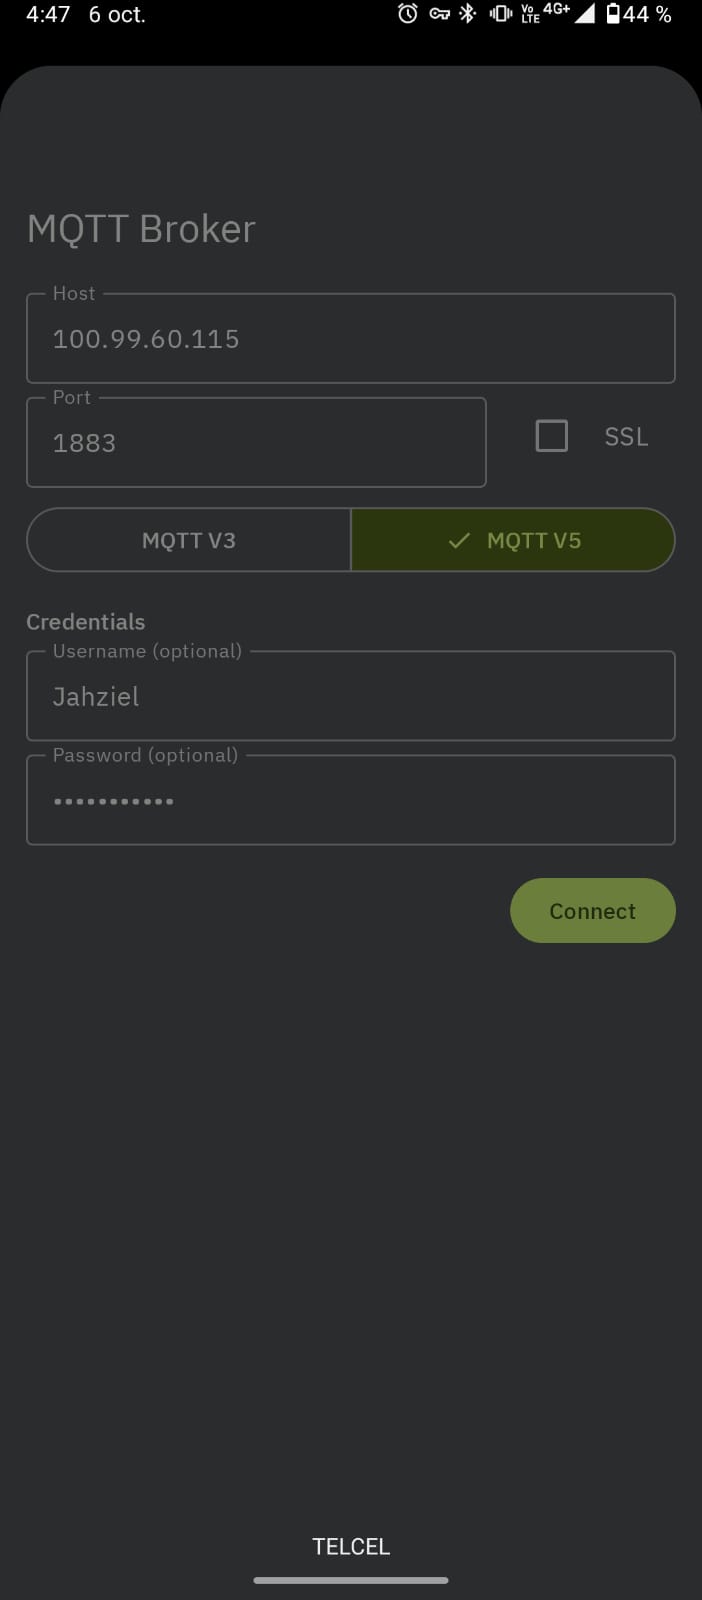 4:47 6 oct. Vo LTE 4G+ 44 %
MQTT Broker
Host
100.99.60.115
Port
1883
SSL
MQTT V3
MQTT V5
Credentials
Username (optional)
Jahziel
Password (optional)
•••••••••••
Connect
TELCEL